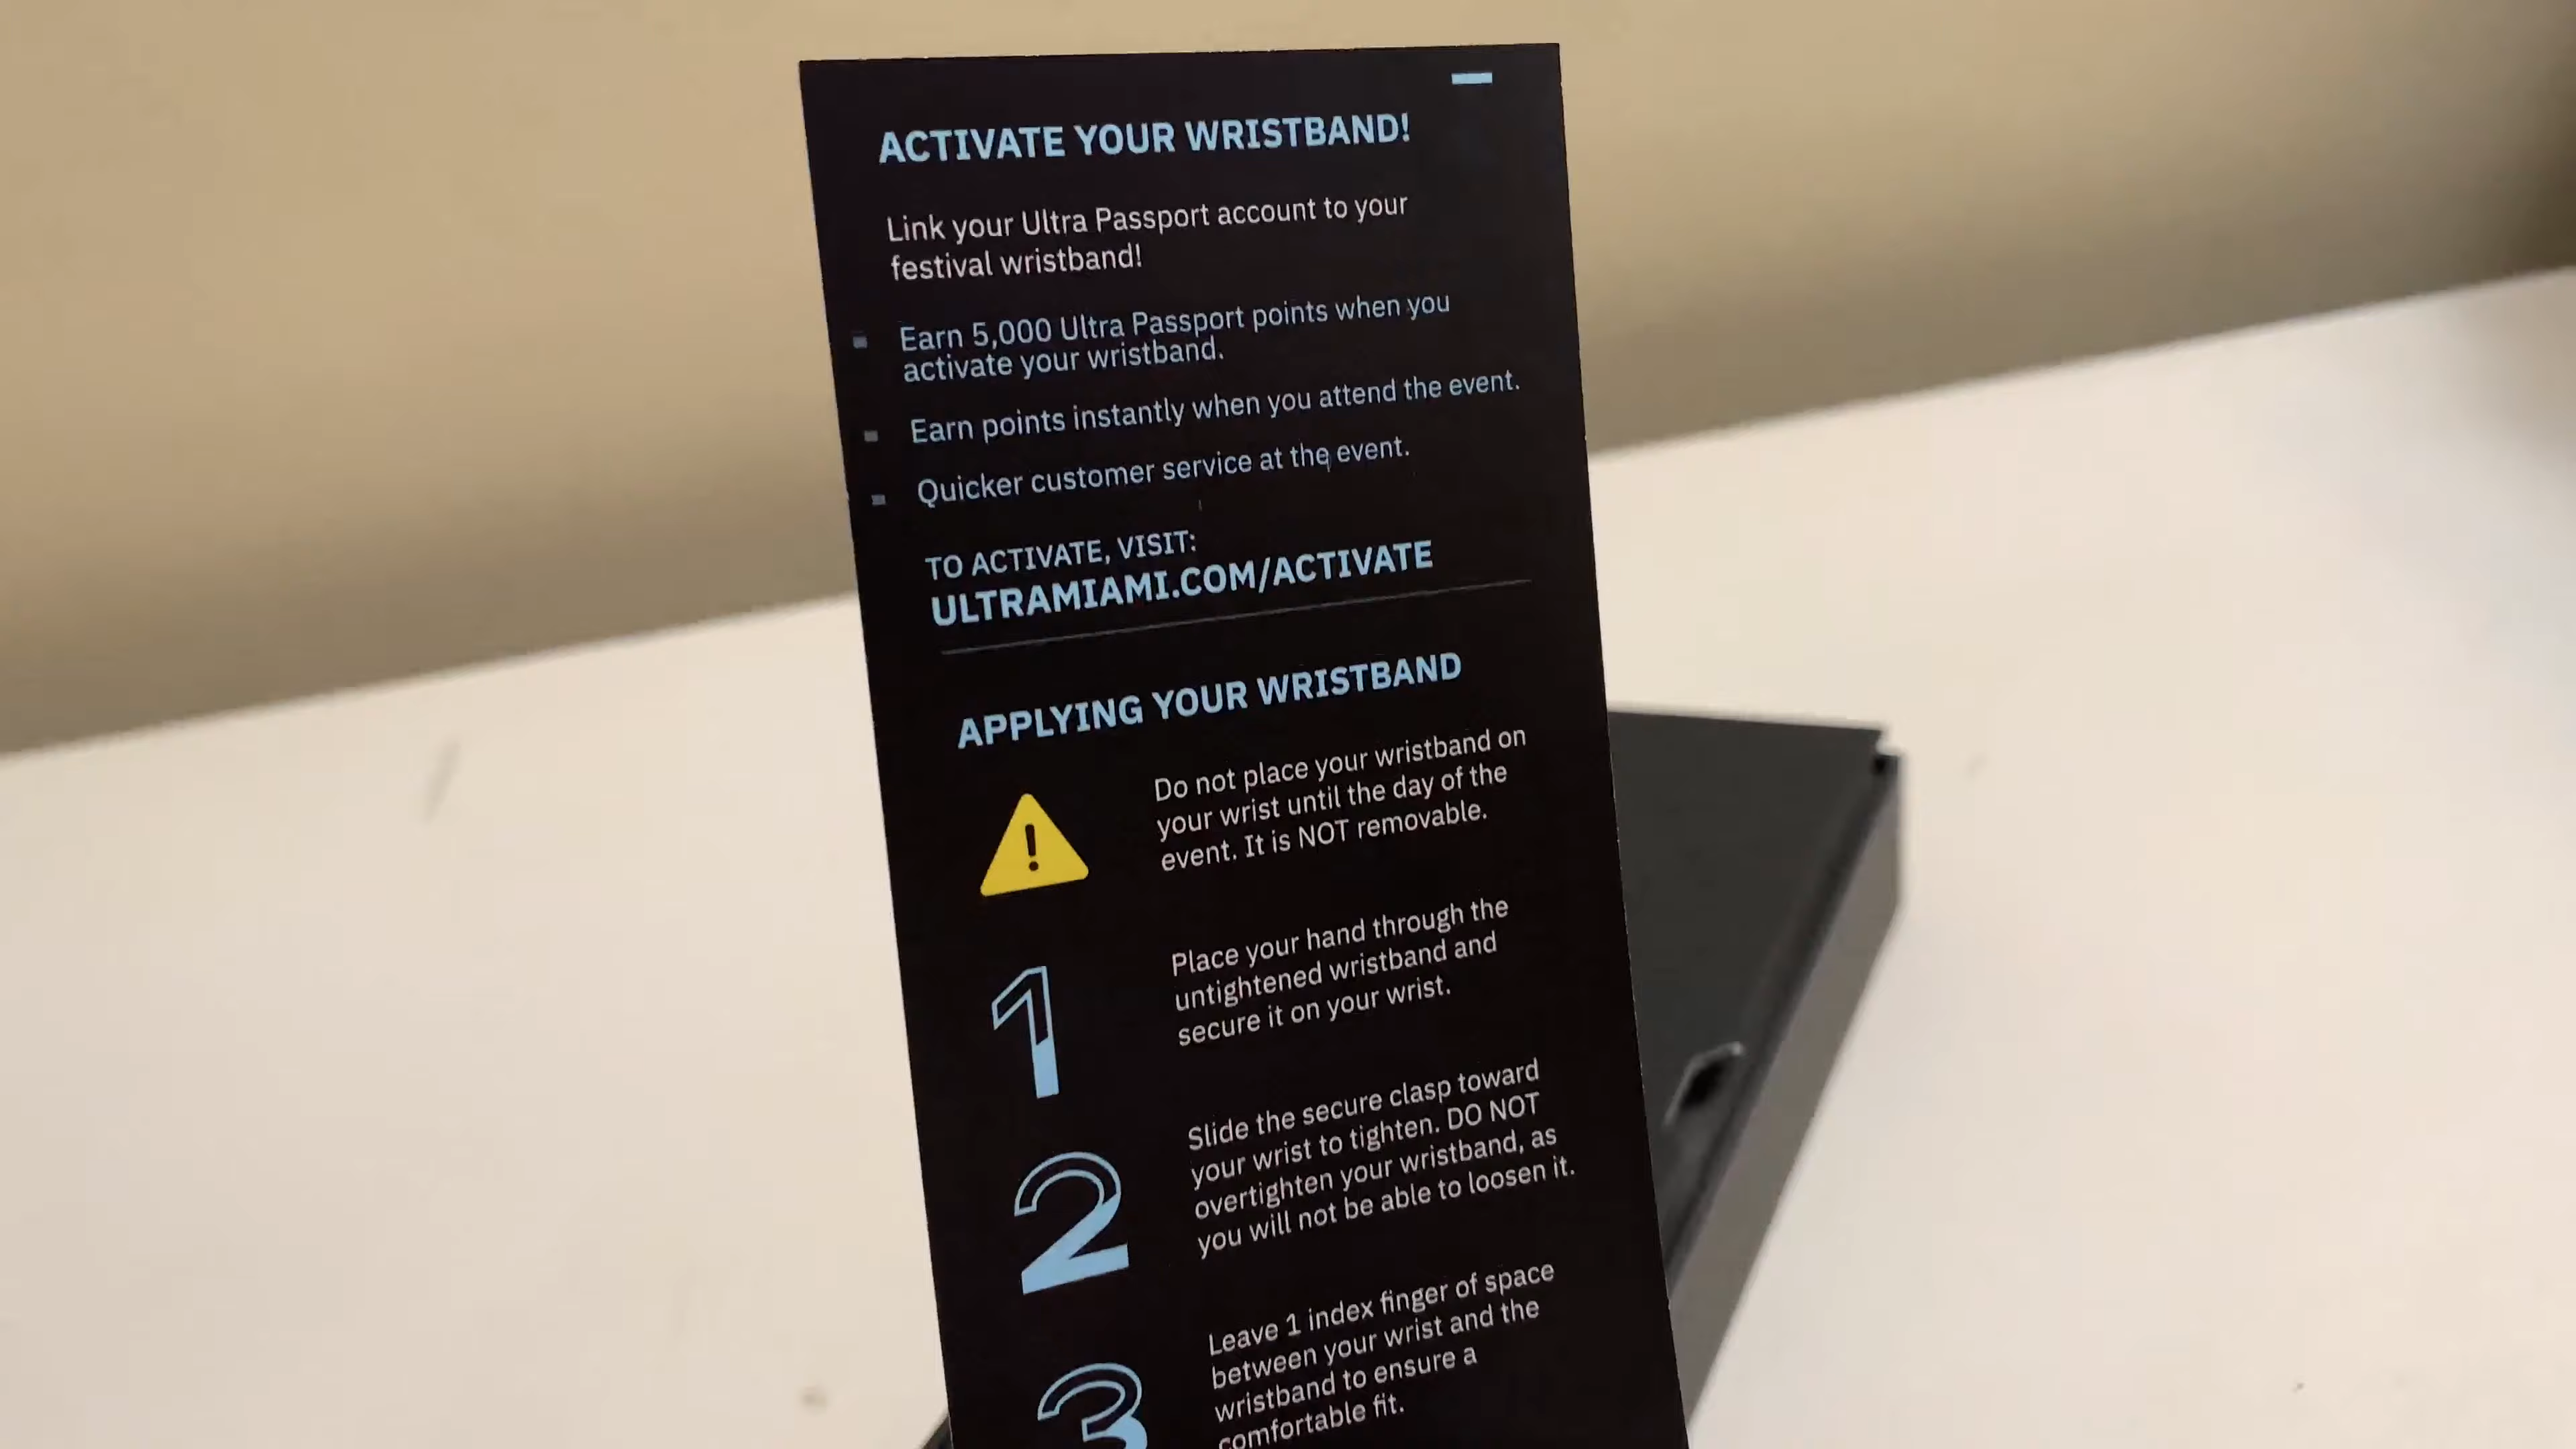 ACTIVATE YOUR WRISTBAND!
Link your Ultra Passport account to your
festival wristband!
Earn 5,000 Ultra Passport points when you
activate your wristband.
Earn points instantly when you attend the event.
Quicker customer service at the event.
TO ACTIVATE, VISIT:
ULTRAMIAMI.COM/ACTIVATE
APPLYING YOUR WRISTBAND
Do not place your wristband on
your wrist until the day of the
event. It is NOT removable.
1
Place your hand through the
untightened wristband and
secure it on your wrist.
2
Slide the secure clasp toward
your wrist to tighten. DO NOT
overtighten your wristband, as
you will not be able to loosen it.
3
Leave 1 index finger of space
between your wrist and the
wristband to ensure a
comfortable fit.